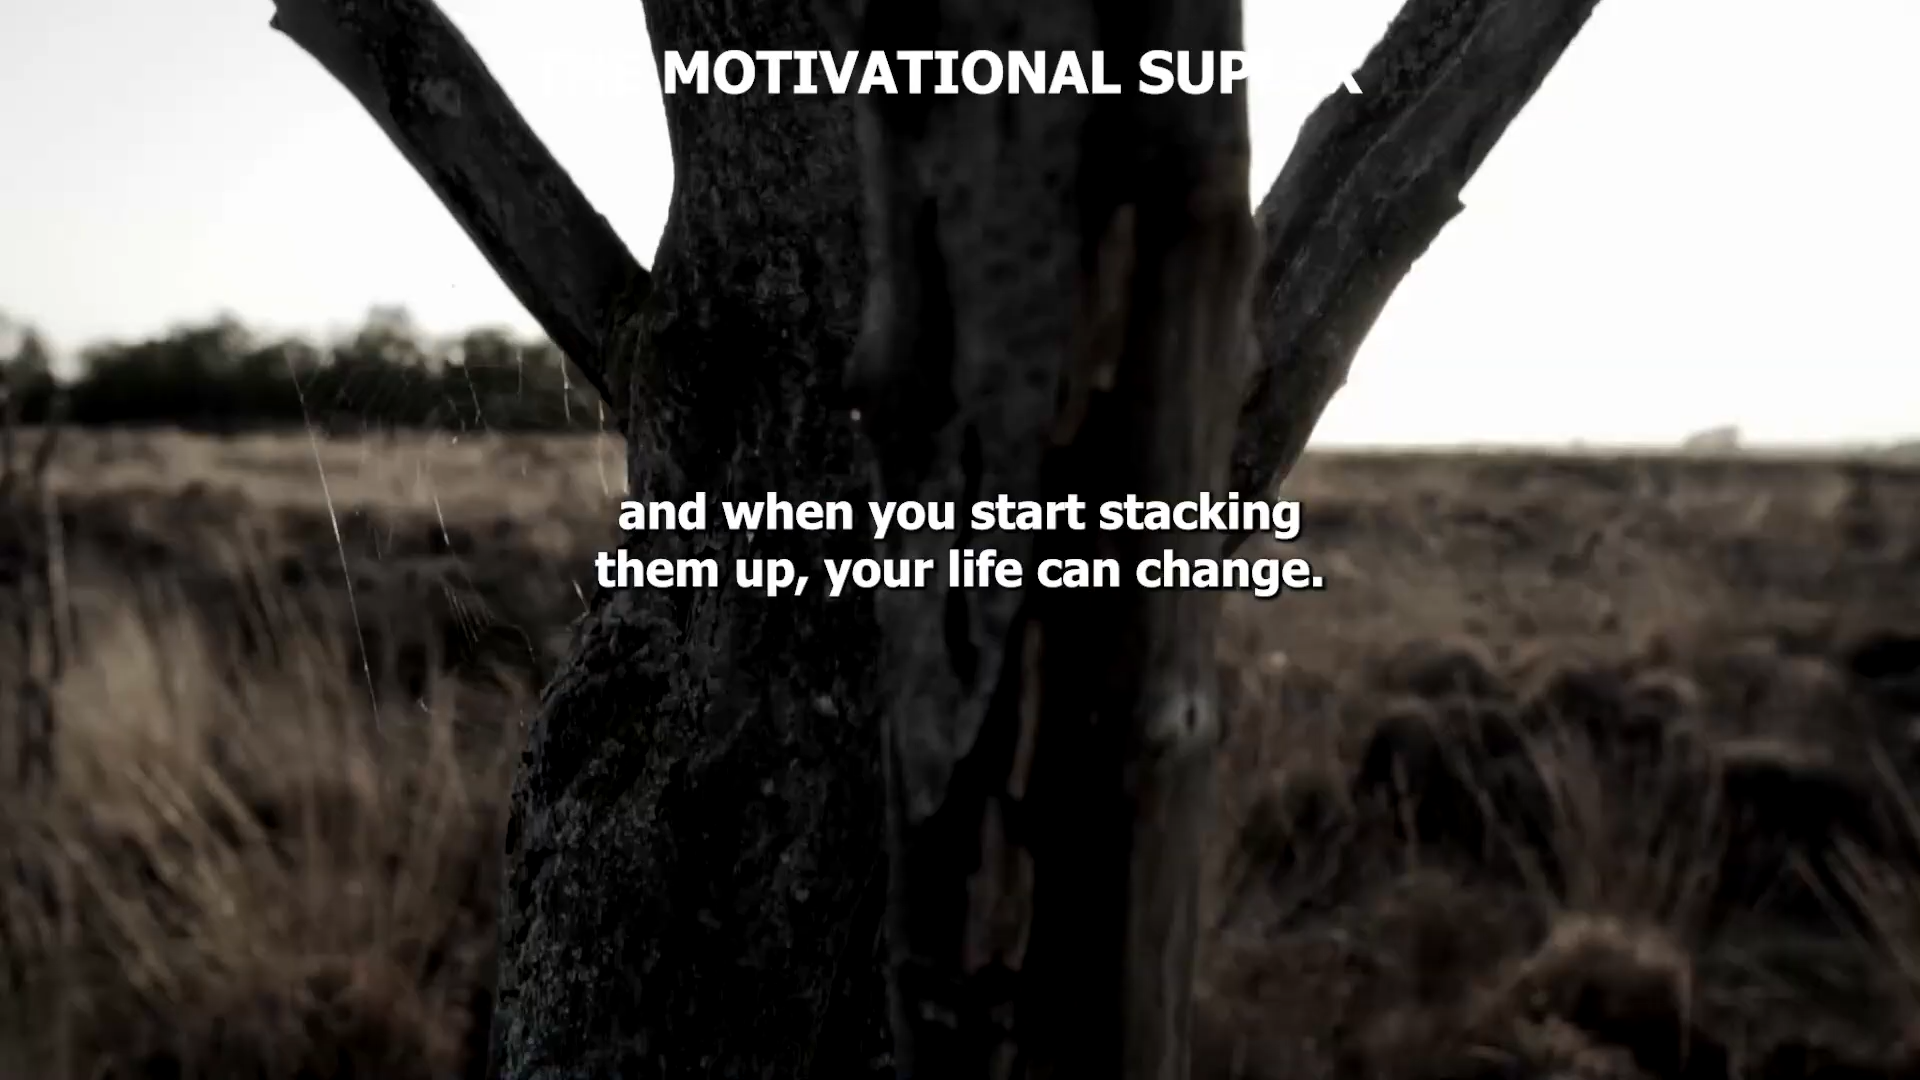 MOTIVATIONAL
and when you start stacking
them up, your life can change.